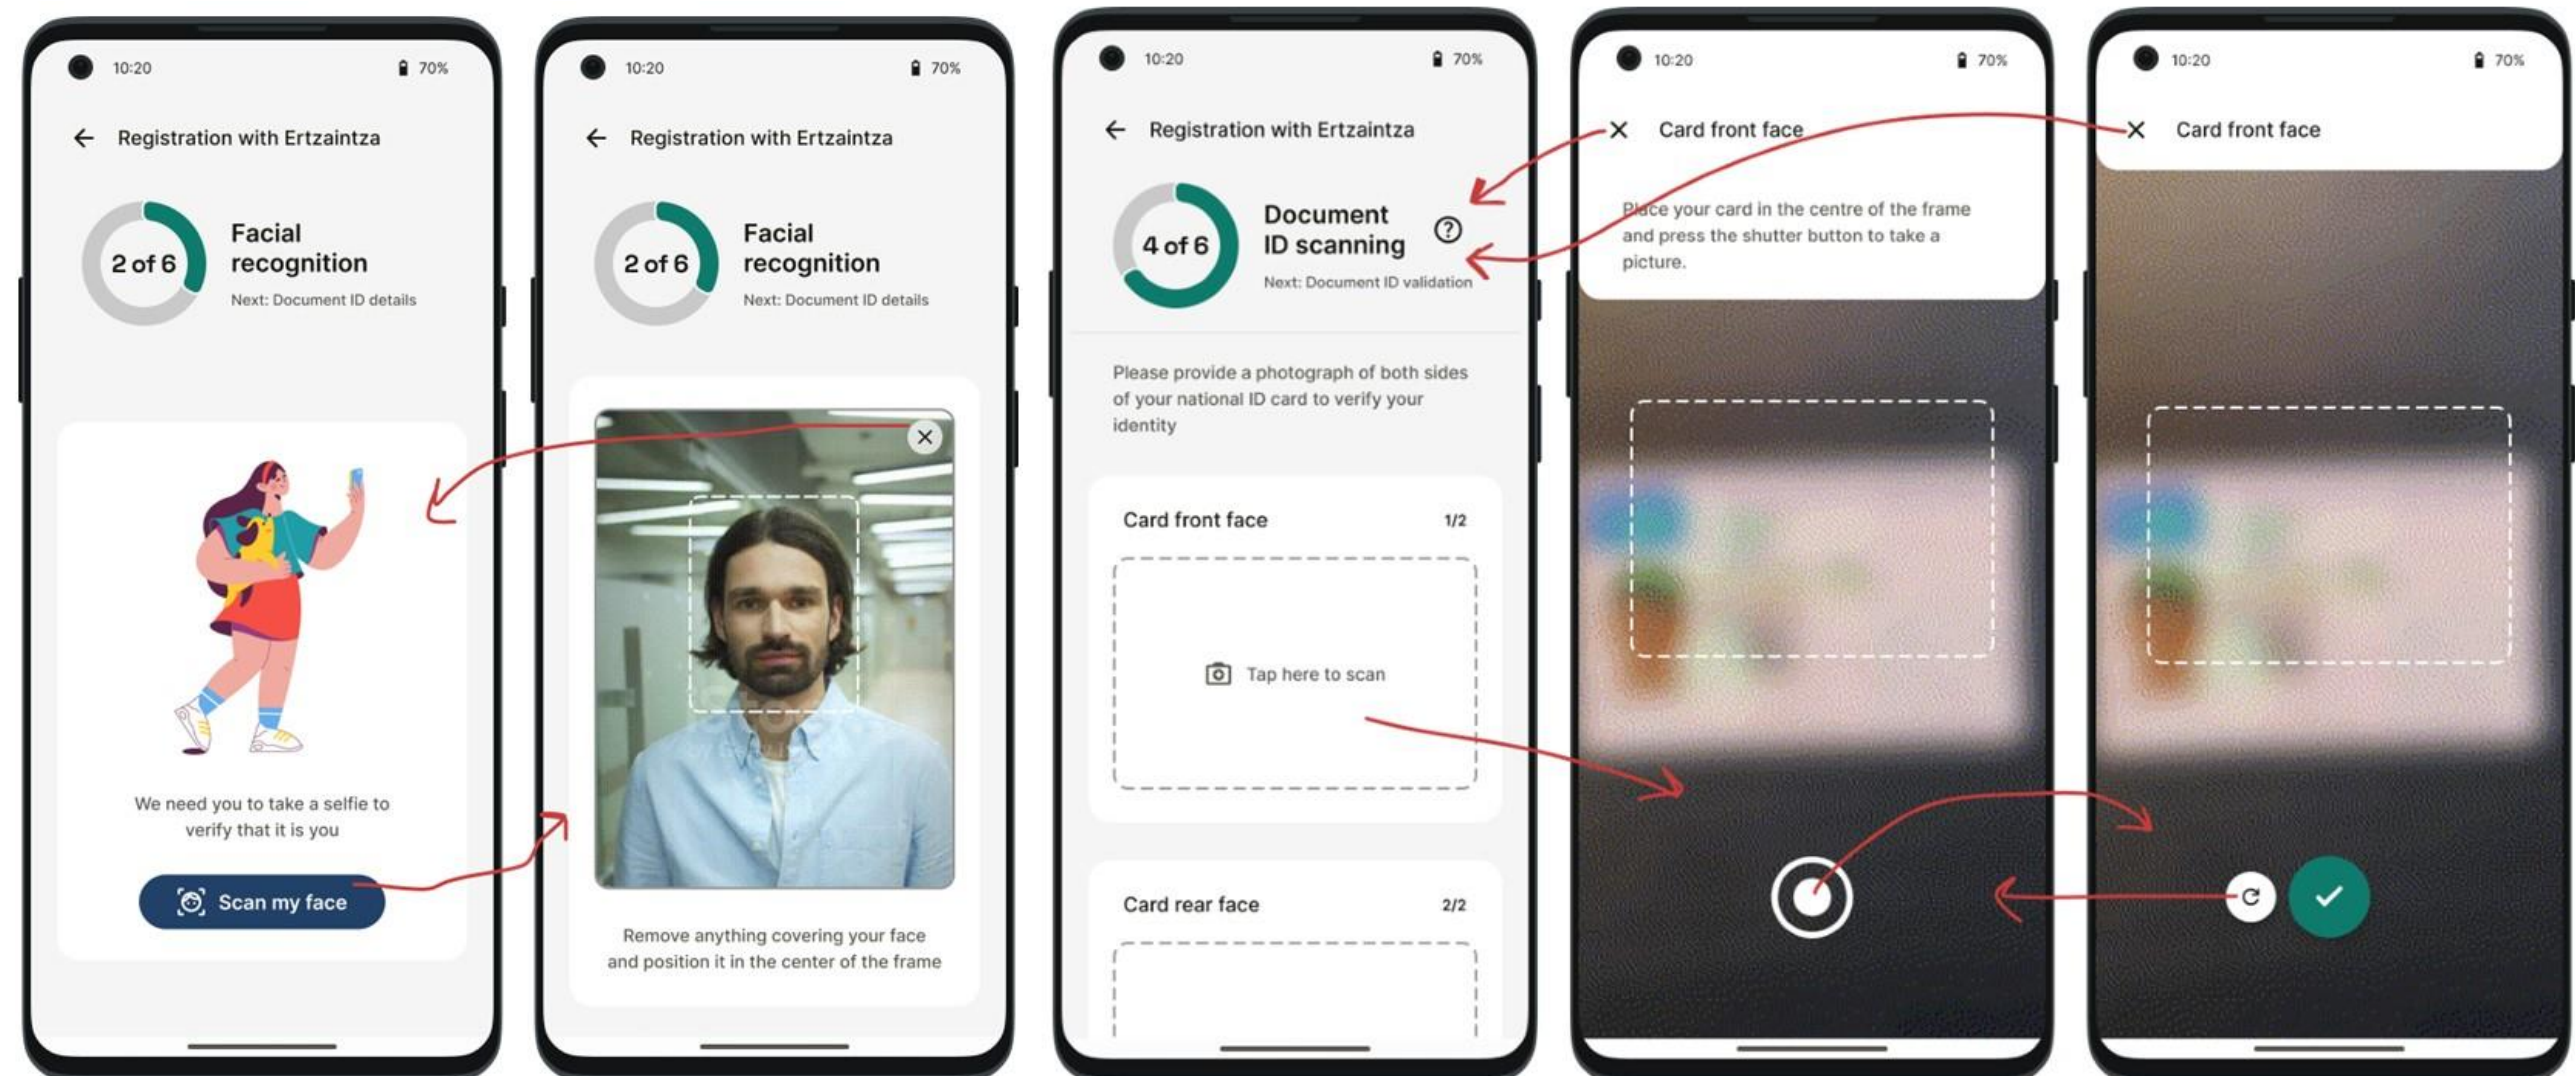 10:20
70%
Registration with Ertzaintza
2 of 6
Facial
recognition
Next: Document ID details
We need you to take a selfie to
verify that it is you
Scan my face
10:20
70%
Registration with Ertzaintza
2 of 6
Facial
recognition
Next: Document ID details
Remove anything covering your face
and position it in the center of the frame
10:20
70%
Registration with Ertzaintza
4 of 6
Document
ID scanning
?
Next: Document ID validation
Please provide a photograph of both sides
of your national ID card to verify your
identity
Card front face
1/2
Tap here to scan
Card rear face
2/2
10:20
70%
Card front face
Place your card in the centre of the frame
and press the shutter button to take a
picture.
10:20
70%
Card front face